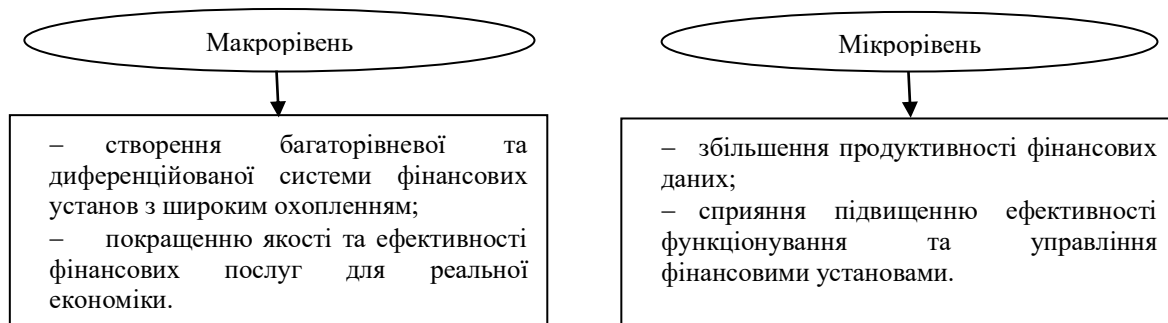 Макрорівень
– створення багаторівневої та
диференційованої системи фінансових
установ з широким охопленням;
– покращенню якості та ефективності
фінансових послуг для реальної
економіки.
Мікрорівень
– збільшення продуктивності фінансових
даних;
– сприяння підвищенню ефективності
функціонування та управління
фінансовими установами.